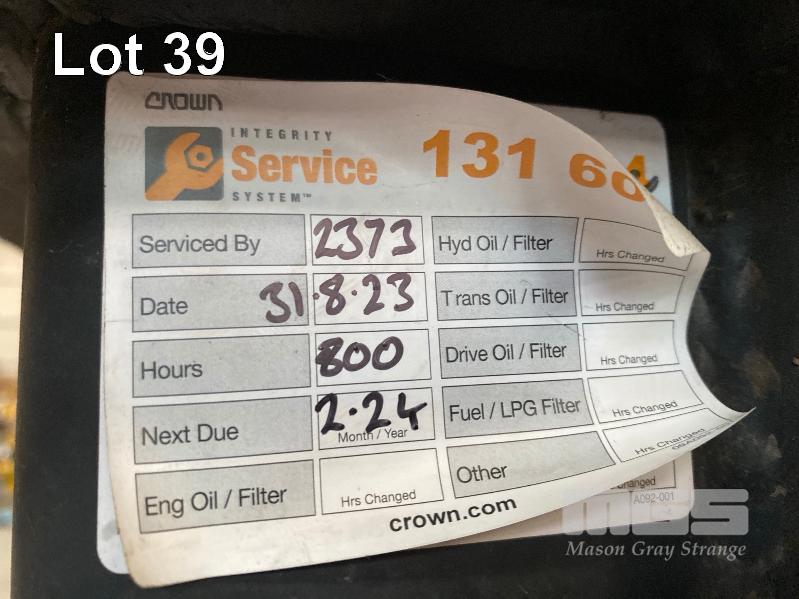 Lot 39
CROWN
INTEGRITY
Service
SYSTEM™
131 60
Serviced By 2373 Hyd Oil / Filter Hrs Changed
Date 31.8.23 Trans Oil / Filter Hrs Changed
Hours 800 Drive Oil / Filter Hrs Changed
Next Due 2.24 Month / Year Fuel / LPG Filter Hrs Changed
Eng Oil / Filter Hrs Changed Other Hrs Changed
crown.com
A092-001
MGS
Mason Gray Strange